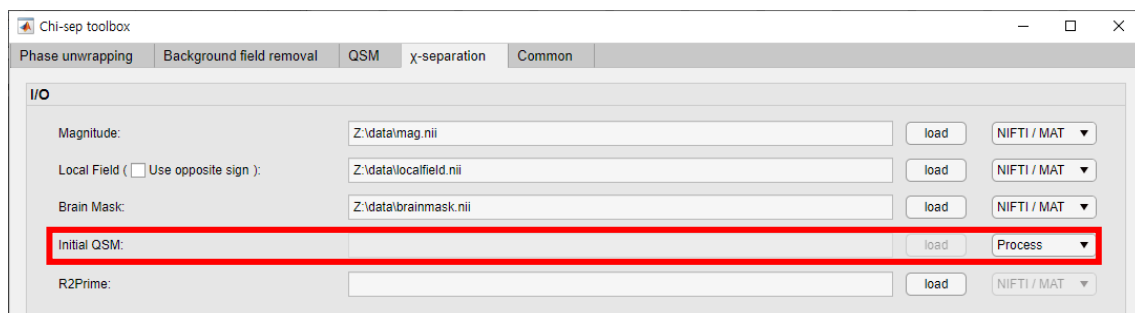 Chi-sep toolbox
Phase unwrapping Background field removal QSM χ-separation Common
I/O
Magnitude: Z:\data\mag.nii load NIFTI / MAT
Local Field ( Use opposite sign ): Z:\data\localfield.nii load NIFTI / MAT
Brain Mask: Z:\data\brainmask.nii load NIFTI / MAT
Initial QSM: load Process
R2Prime: load NIFTI / MAT